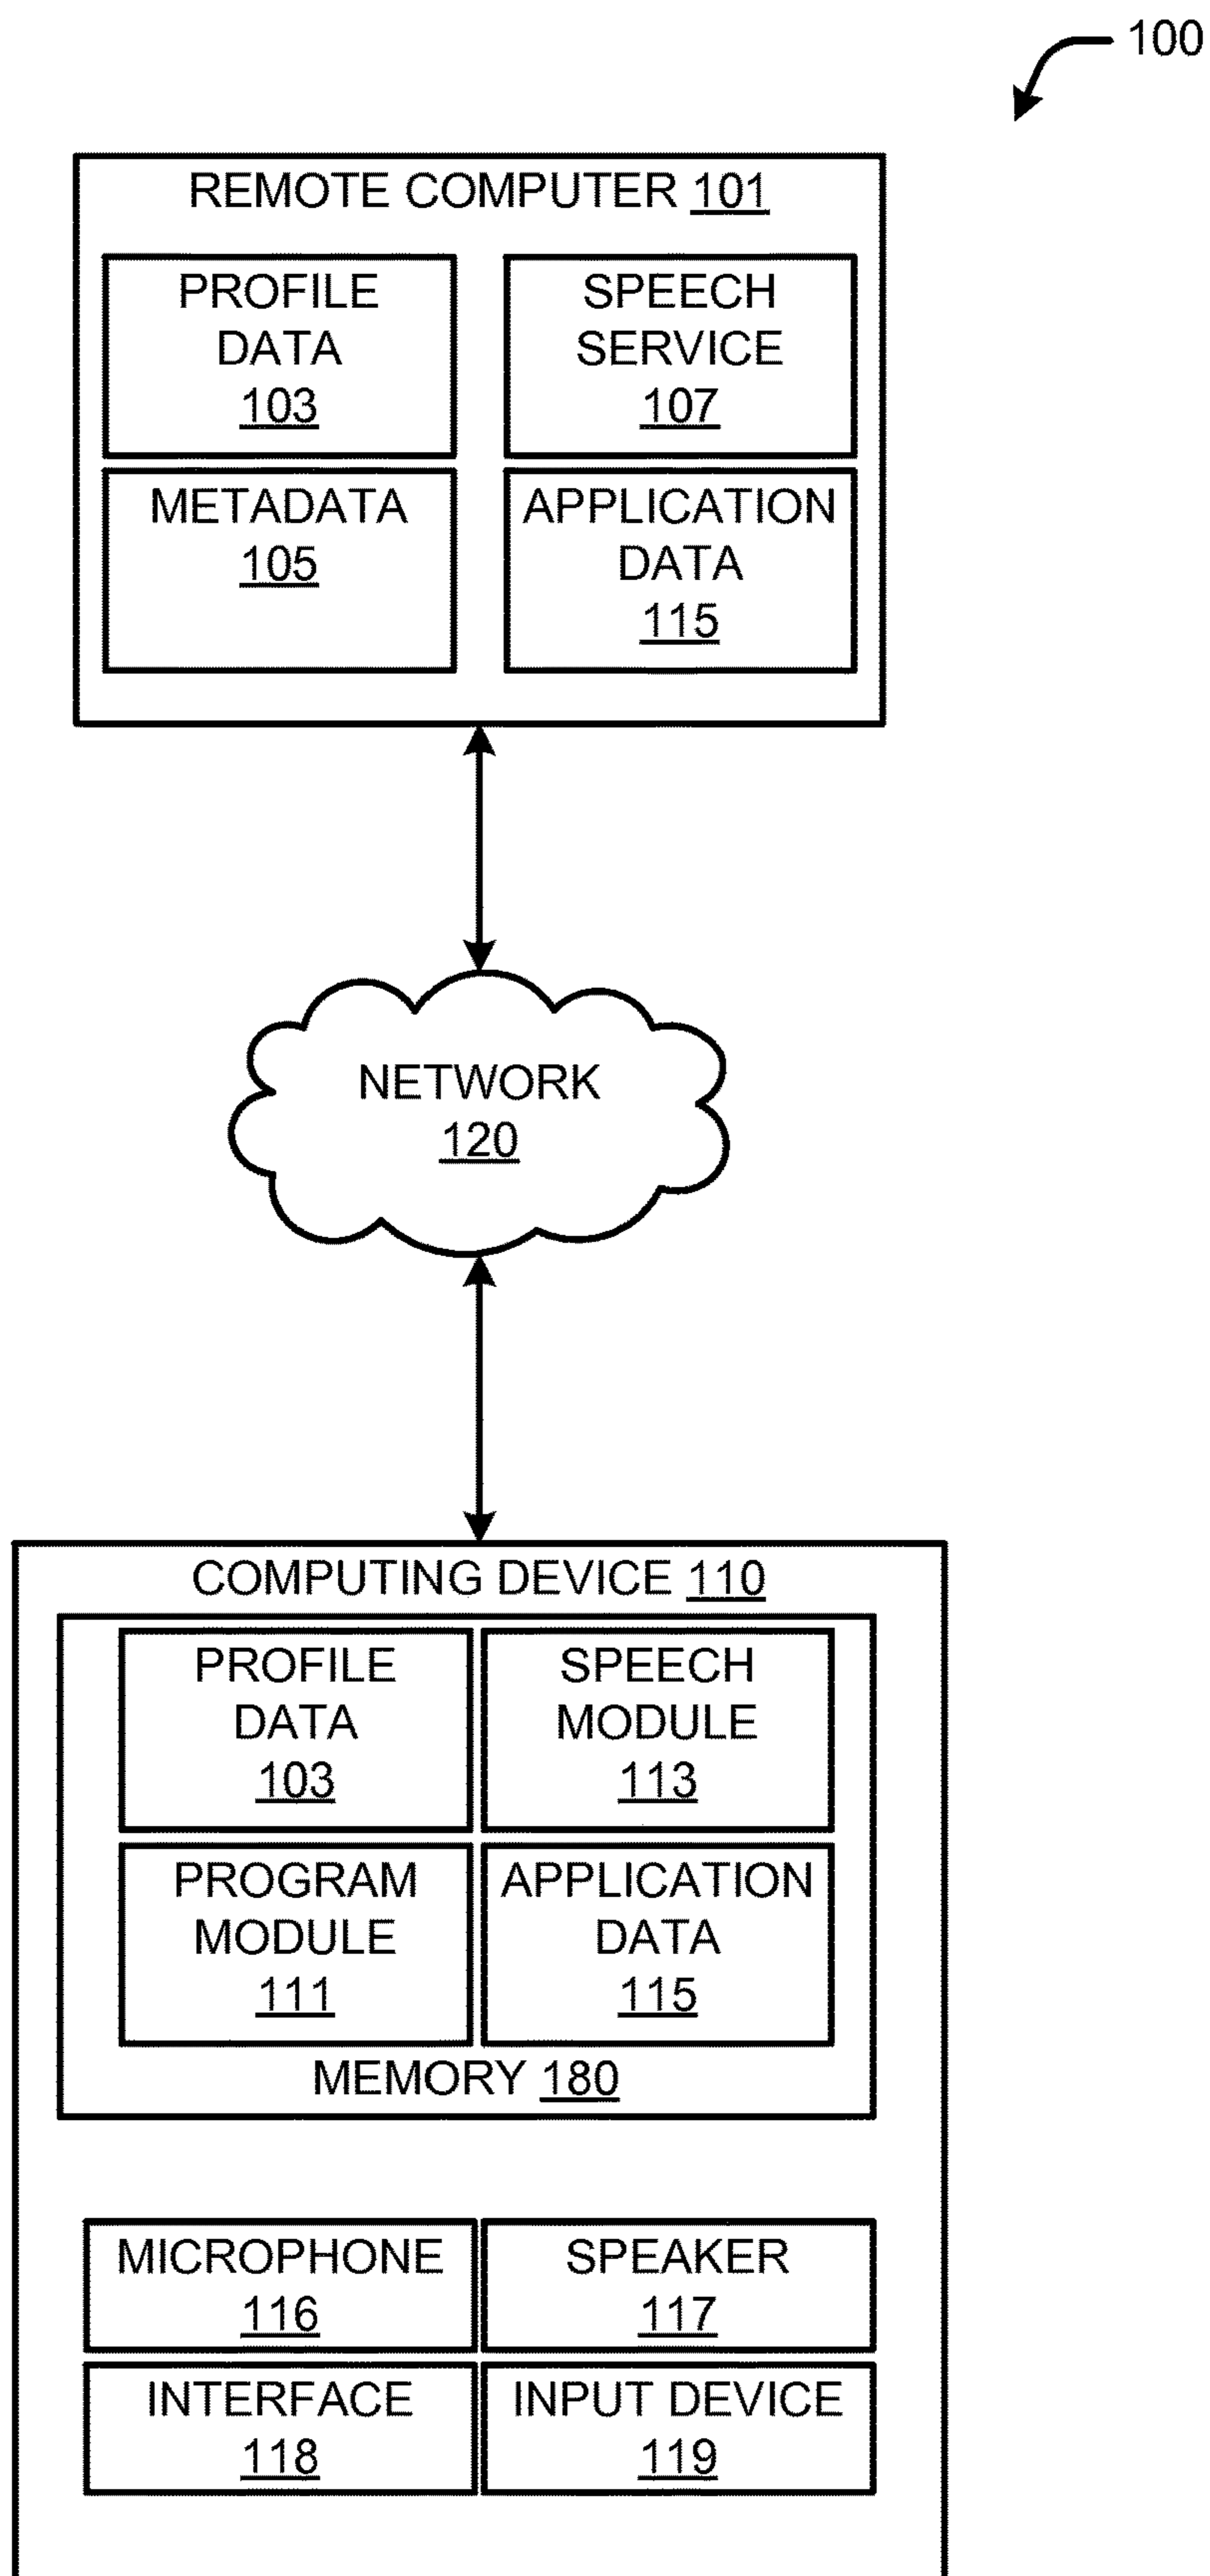 100
REMOTE COMPUTER 101
PROFILE
DATA
103
SPEECH
SERVICE
107
METADATA
105
APPLICATION
DATA
115
NETWORK
120
COMPUTING DEVICE 110
PROFILE
DATA
103
SPEECH
MODULE
113
PROGRAM
MODULE
111
APPLICATION
DATA
115
MEMORY 180
MICROPHONE
116
SPEAKER
117
INTERFACE
118
INPUT DEVICE
119